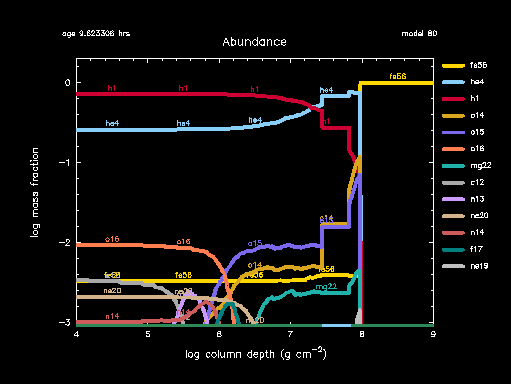 age 9.623306 hrs
model 80
Abundance
fe56
he4
h1
o14
o15
o16
mg22
c12
n13
ne20
n14
f17
ne19
log mass fraction
0
−1
−2
−3
h1 h1 h1 h1
he4 he4 he4 he4
fe56
o16 o16
o15
o14
o14
fe56 fe56 fe56 fe56
mg22
ne20
n14
4 5 6 7 8 9
log column depth (g cm⁻²)